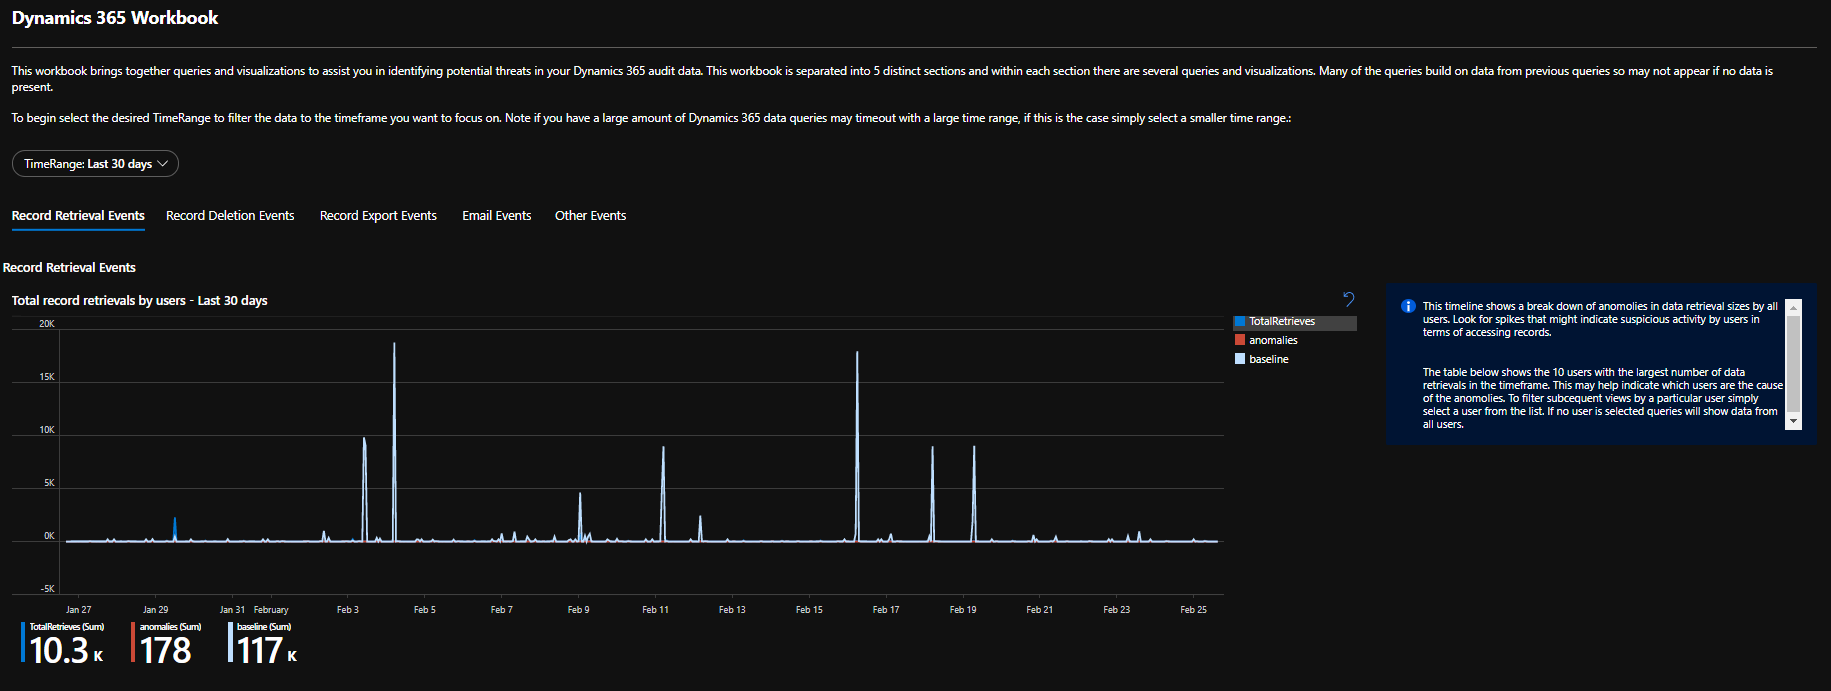 Dynamics 365 Workbook
This workbook brings together queries and visualizations to assist you in identifying potential threats in your Dynamics 365 audit data. This workbook is separated into 5 distinct sections and within each section there are several queries and visualizations. Many of the queries build on data from previous queries so may not appear if no data is
present.
To begin select the desired TimeRange to filter the data to the timeframe you want to focus on. Note if you have a large amount of Dynamics 365 data queries may timeout with a large time range, if this is the case simply select a smaller time range.:
TimeRange: Last 30 days
Record Retrieval Events Record Deletion Events Record Export Events Email Events Other Events
Record Retrieval Events
Total record retrievals by users - Last 30 days
20K
15K
10K
5K
0K
-5K
Jan 27 Jan 29 Jan 31 February Feb 3 Feb 5 Feb 7 Feb 9 Feb 11 Feb 13 Feb 15 Feb 17 Feb 19 Feb 21 Feb 23 Feb 25
TotalRetrieves
anomalies
baseline
TotalRetrieves (Sum) anomalies (Sum) baseline (Sum)
10.3 K 178 117 K
This timeline shows a break down of anomolies in data retrieval sizes by all
users. Look for spikes that might indicate suspicious activity by users in
terms of accessing records.
The table below shows the 10 users with the largest number of data
retrievals in the timeframe. This may help indicate which users are the cause
of the anomolies. To filter subcequent views by a particular user simply
select a user from the list. If no user is selected queries will show data from
all users.